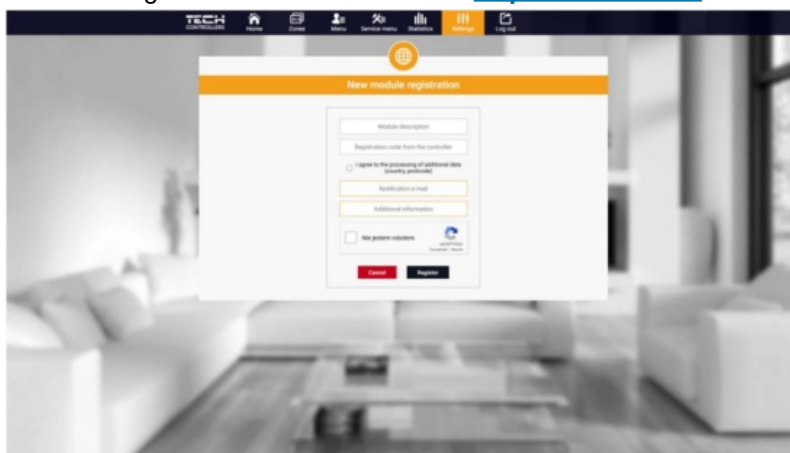 TECH
CONTROLLERS
Home
Zones
Menu
Service menu
Statistics
Settings
Log out
New module registration
Module description
Registration code from the controller
I agree to the processing of additional data
(country, postcode)
Notification e-mail
Additional information
Nie jestem robotem
reCAPTCHA
Cancel
Register